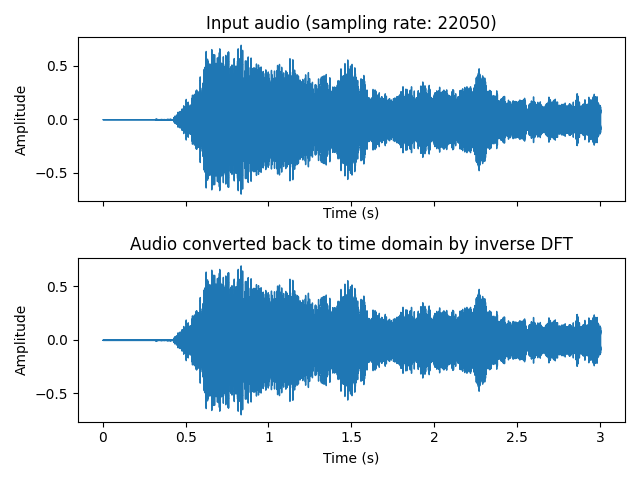 Input audio (sampling rate: 22050)
0.5
0.0
−0.5
Amplitude
Time (s)
Audio converted back to time domain by inverse DFT
0.5
0.0
−0.5
Amplitude
0 0.5 1 1.5 2 2.5 3
Time (s)